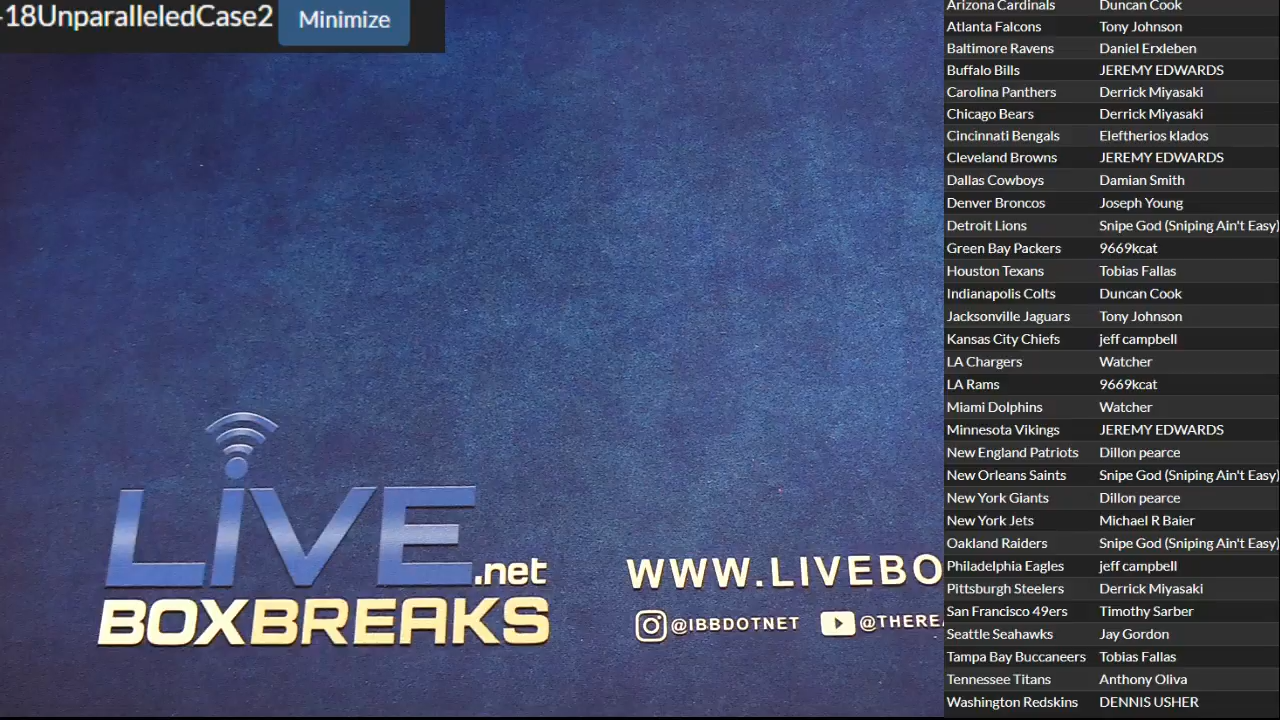 -18UnparalleledCase2 Minimize
Arizona Cardinals Duncan Cook
Atlanta Falcons Tony Johnson
Baltimore Ravens Daniel Erxleben
Buffalo Bills JEREMY EDWARDS
Carolina Panthers Derrick Miyasaki
Chicago Bears Derrick Miyasaki
Cincinnati Bengals Eleftherios klados
Cleveland Browns JEREMY EDWARDS
Dallas Cowboys Damian Smith
Denver Broncos Joseph Young
Detroit Lions Snipe God (Sniping Ain't Easy)
Green Bay Packers 9669kcat
Houston Texans Tobias Fallas
Indianapolis Colts Duncan Cook
Jacksonville Jaguars Tony Johnson
Kansas City Chiefs jeff campbell
LA Chargers Watcher
LA Rams 9669kcat
Miami Dolphins Watcher
Minnesota Vikings JEREMY EDWARDS
New England Patriots Dillon pearce
New Orleans Saints Snipe God (Sniping Ain't Easy)
New York Giants Dillon pearce
New York Jets Michael R Baier
Oakland Raiders Snipe God (Sniping Ain't Easy)
Philadelphia Eagles jeff campbell
Pittsburgh Steelers Derrick Miyasaki
San Francisco 49ers Timothy Sarber
Seattle Seahawks Jay Gordon
Tampa Bay Buccaneers Tobias Fallas
Tennessee Titans Anthony Oliva
Washington Redskins DENNIS USHER
LIVE.net
BOXBREAKS
WWW.LIVEBO
@IBBDOTNET @THEREA